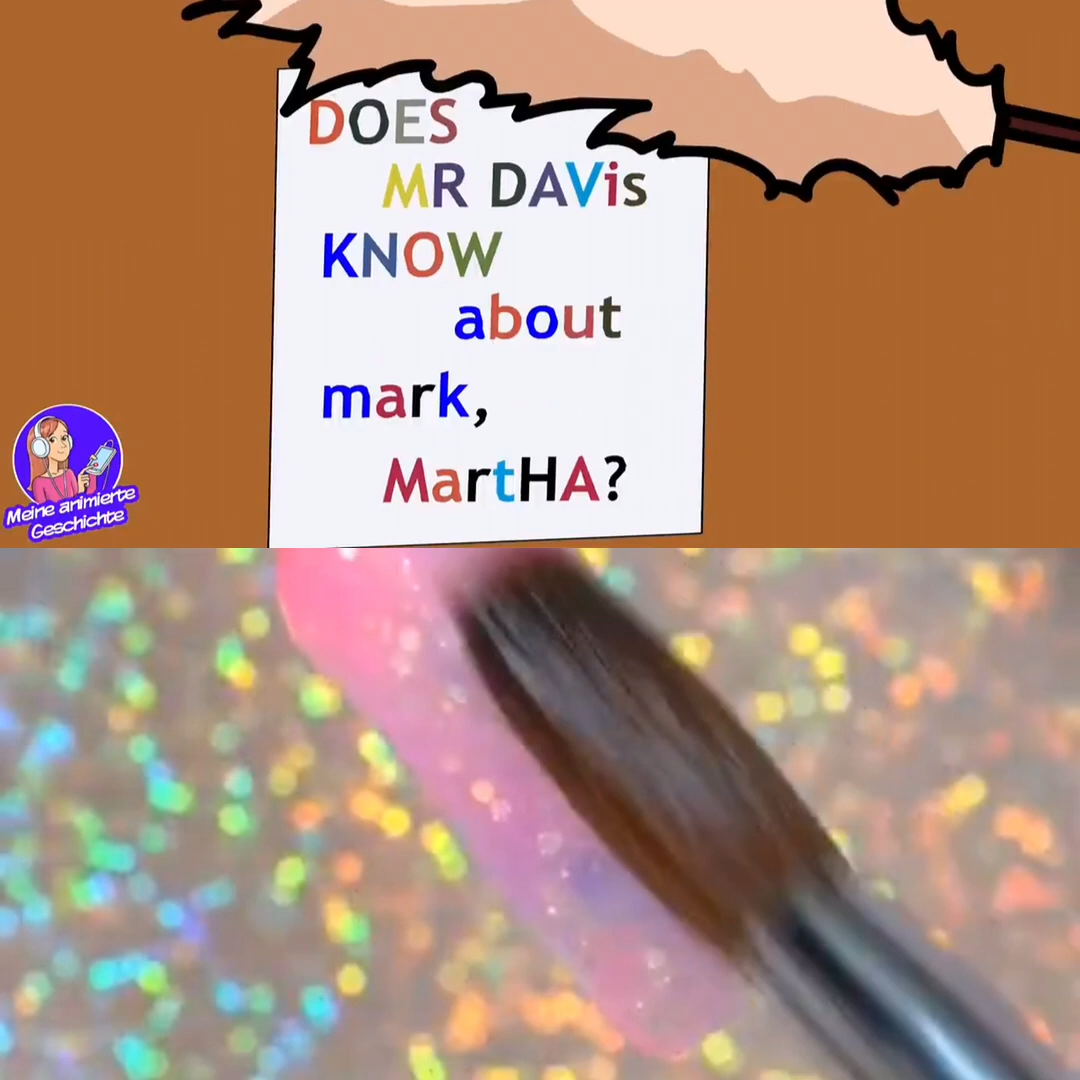 DOES
MR DAVis
KNOW
about
mark,
MartHA?
Meine animierte
Geschichte